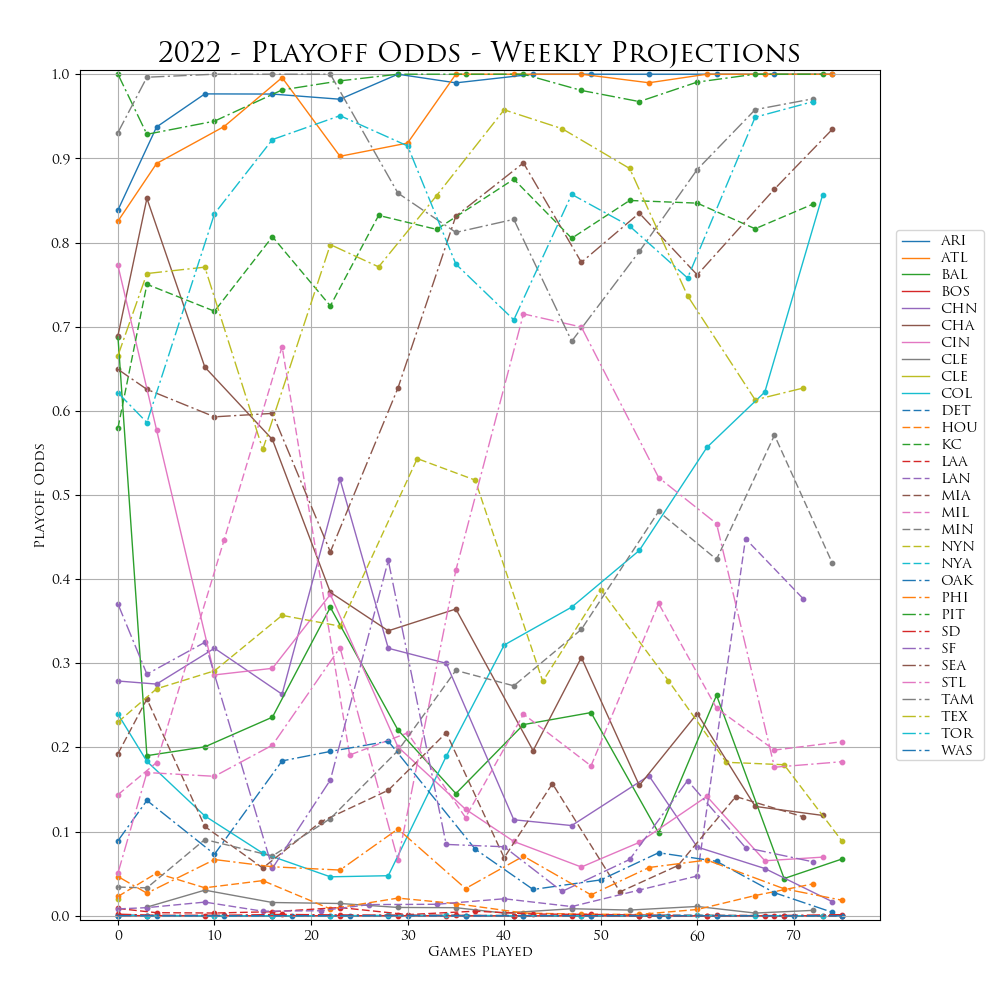 2022 - Playoff Odds - Weekly Projections
1.0
0.9
0.8
0.7
0.6
0.5
0.4
0.3
0.2
0.1
0.0
Playoff Odds
0 10 20 30 40 50 60 70
Games Played
ARI
ATL
BAL
BOS
CHN
CHA
CIN
CLE
CLE
COL
DET
HOU
KC
LAA
LAN
MIA
MIL
MIN
NYN
NYA
OAK
PHI
PIT
SD
SF
SEA
STL
TAM
TEX
TOR
WAS